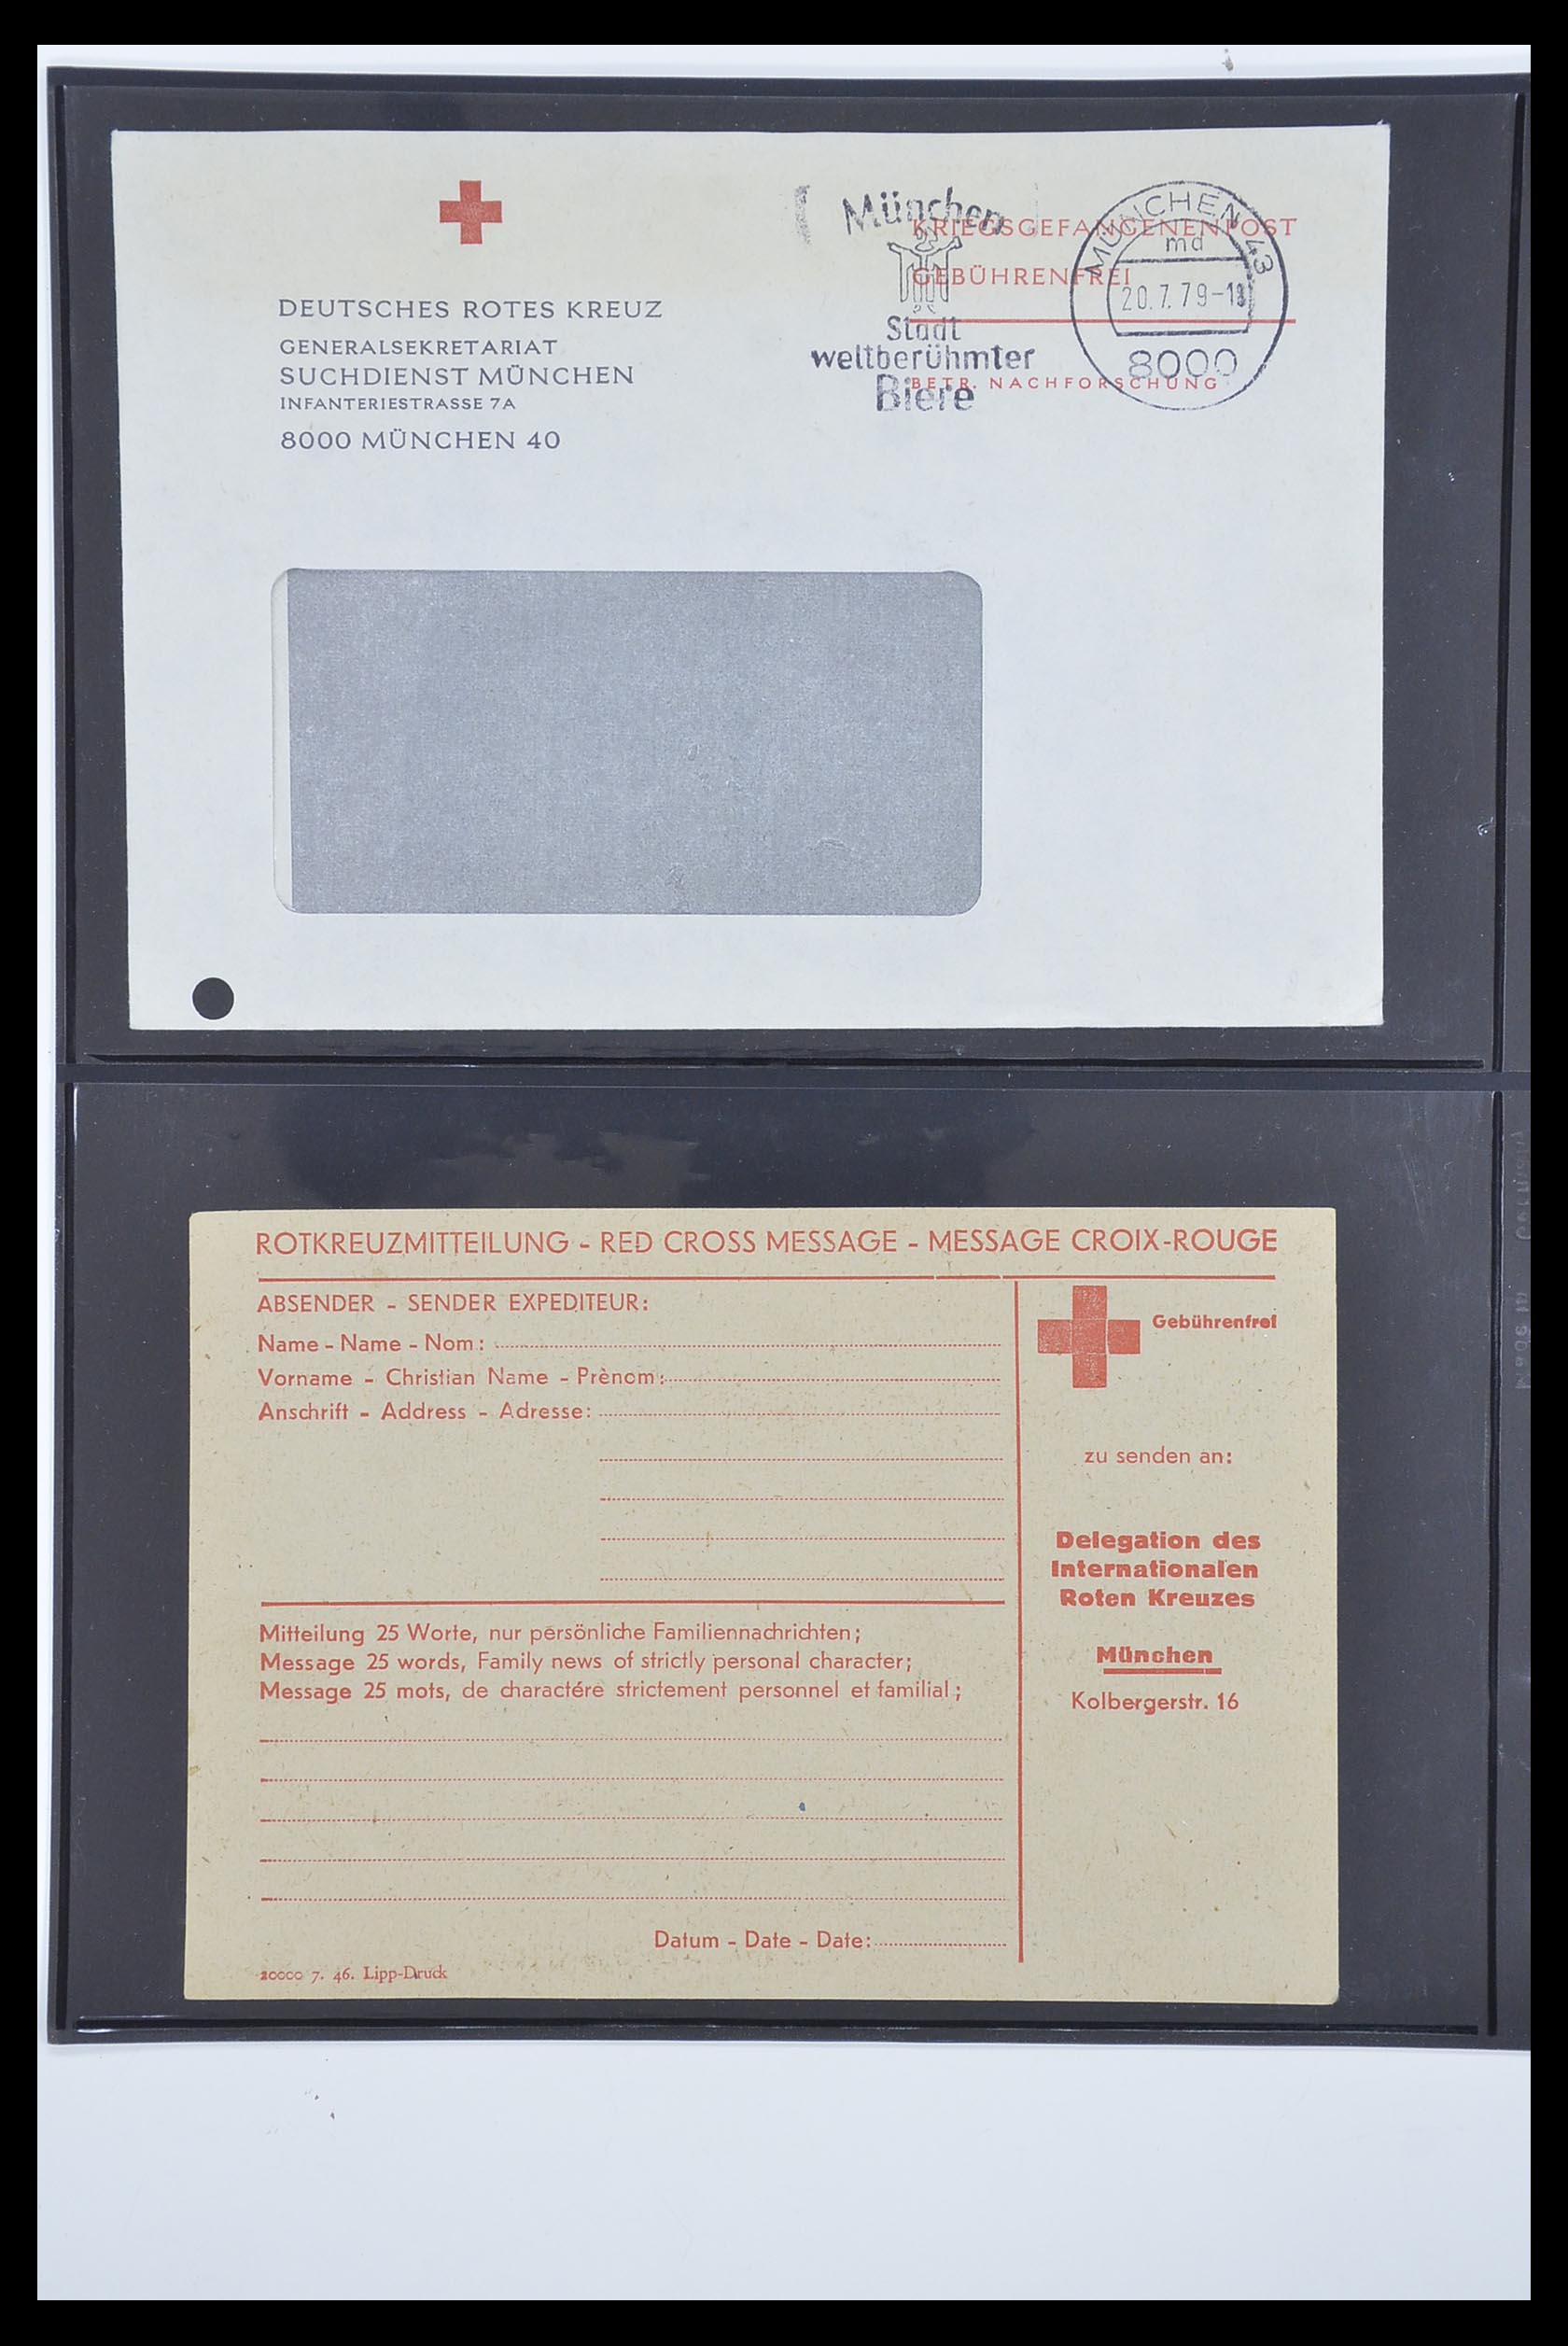 DEUTSCHES ROTES KREUZ
GENERALSEKRETARIAT
SUCHDIENST MÜNCHEN
INFANTERIESTRASSE 7A
8000 MÜNCHEN 40
München
Stadt
weltberühmter
Biere
KRIEGSGEFANGENENPOST
GEBÜHRENFREI
BETR. NACHFORSCHUNG
MÜNCHEN 43
md
20.7.79-18
8000
ROTKREUZMITTEILUNG - RED CROSS MESSAGE - MESSAGE CROIX-ROUGE
ABSENDER - SENDER EXPEDITEUR:
Name - Name - Nom:
Vorname - Christian Name - Prènom:
Anschrift - Address - Adresse:
Mitteilung 25 Worte, nur persönliche Familiennachrichten;
Message 25 words, Family news of strictly personal character;
Message 25 mots, de charactére strictement personnel et familial;
Datum - Date - Date:
20000 7. 46. Lipp-Druck
Gebührenfrei
zu senden an:
Delegation des
Internationalen
Roten Kreuzes
München
Kolbergerstr. 16
Made in Germany